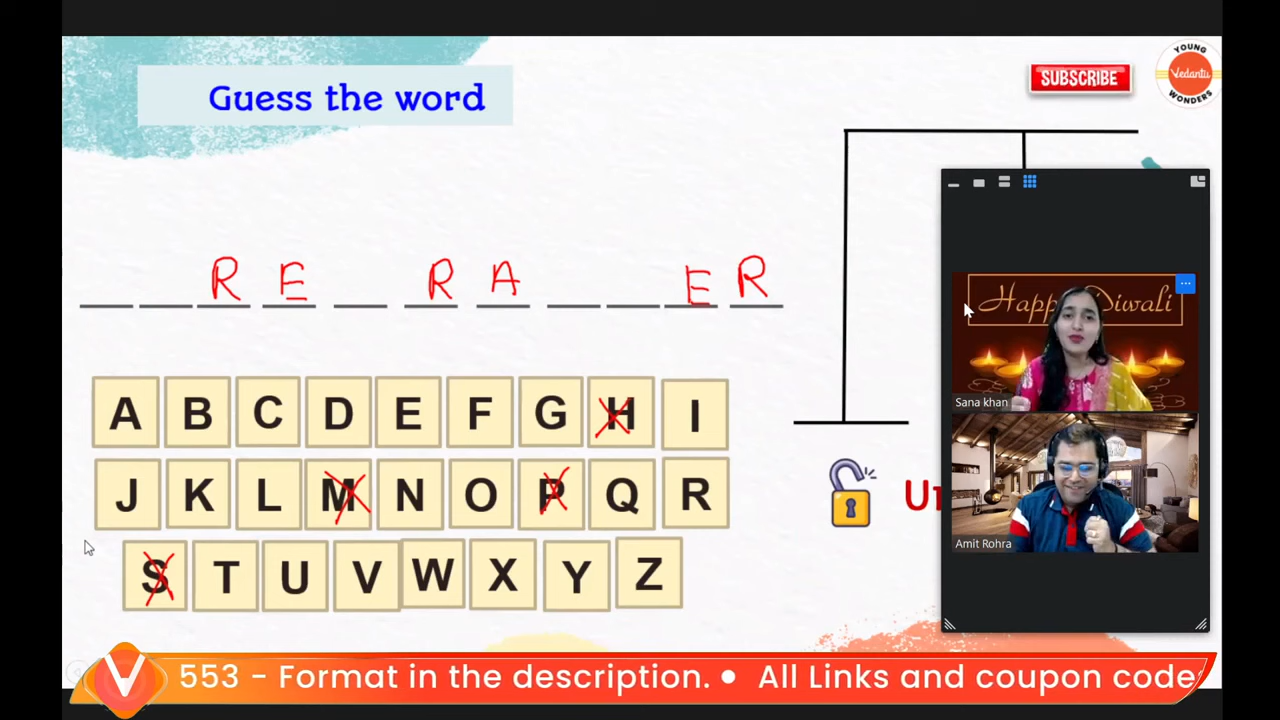 Guess the word
SUBSCRIBE
YOUNG
Vedantu
WONDERS
R E R A E R
Happy Diwali
Sana khan
A B C D E F G H I
J K L M N O P Q R
S T U V W X Y Z
Amit Rohra
553 - Format in the description. ● All Links and coupon codes